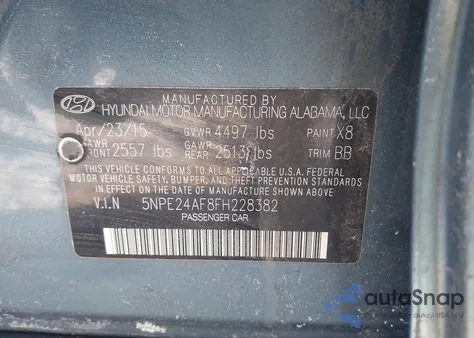 MANUFACTURED BY
HYUNDAI MOTOR MANUFACTURING ALABAMA, LLC
Apr/23/15 GVWR 4497 lbs PAINT X8
GAWR FRONT 2557 lbs GAWR REAR 2513 lbs TRIM BB
THIS VEHICLE CONFORMS TO ALL APPLICABLE U.S. FEDERAL
MOTOR VEHICLE SAFETY, BUMPER, AND THEFT PREVENTION
STANDARDS IN EFFECT ON THE DATE OF MANUFACTURE SHOWN ABOVE.
V.I.N 5NPE24AF8FH228382
PASSENGER CAR
autoSnap